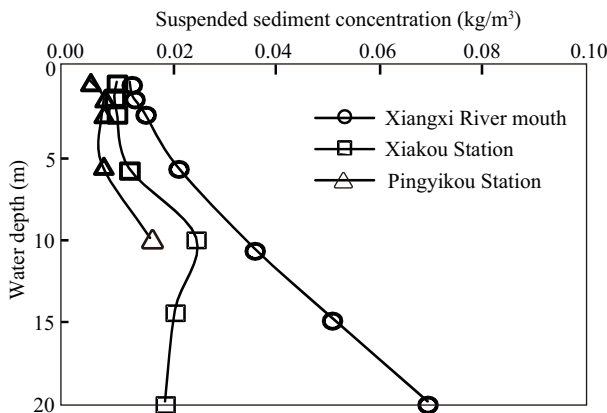 Suspended sediment concentration (kg/m³)
0.00 0.02 0.04 0.06 0.08 0.10
0
5
10
15
20
Water depth (m)
Xiangxi River mouth
Xiakou Station
Pingyikou Station